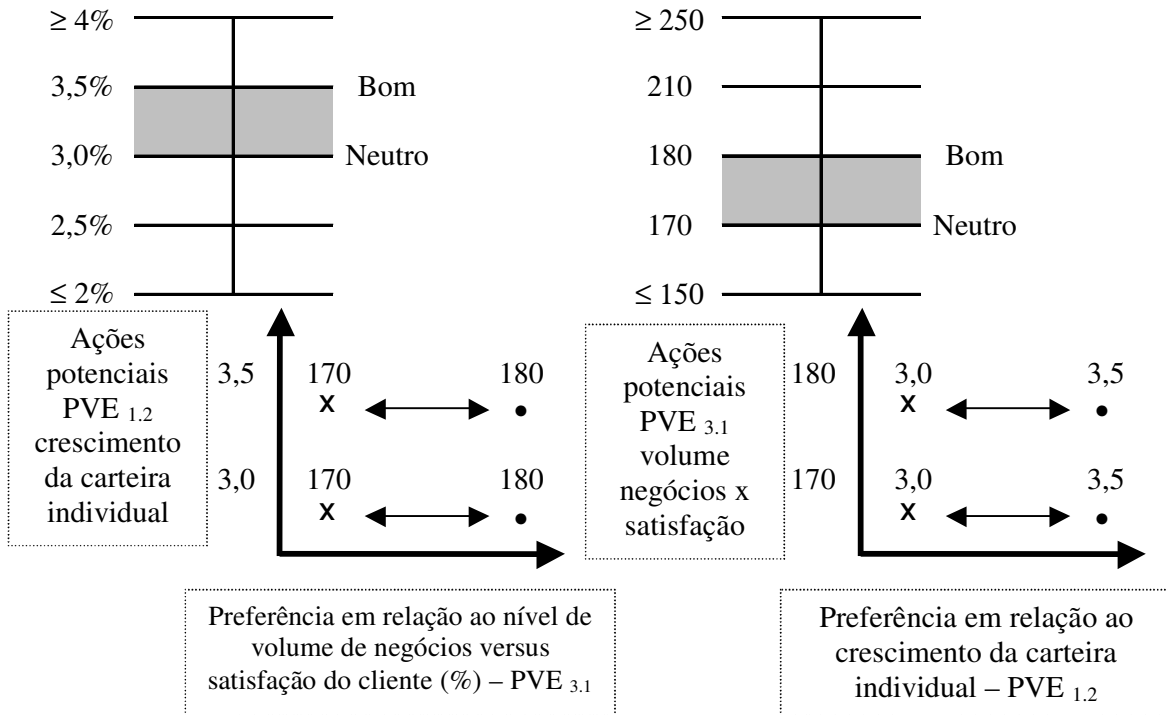 ≥ 4%
3,5%
Bom
3,0%
Neutro
2,5%
≤ 2%
≥ 250
210
180
Bom
170
Neutro
≤ 150
Ações
potenciais
PVE 1.2
crescimento
da carteira
individual
3,5
170
180
x
3,0
170
180
x
Preferência em relação ao nível de
volume de negócios versus
satisfação do cliente (%) – PVE 3.1
Ações
potenciais
PVE 3.1
volume
negócios x
satisfação
180
3,0
3,5
x
170
3,0
3,5
x
Preferência em relação ao
crescimento da carteira
individual – PVE 1.2